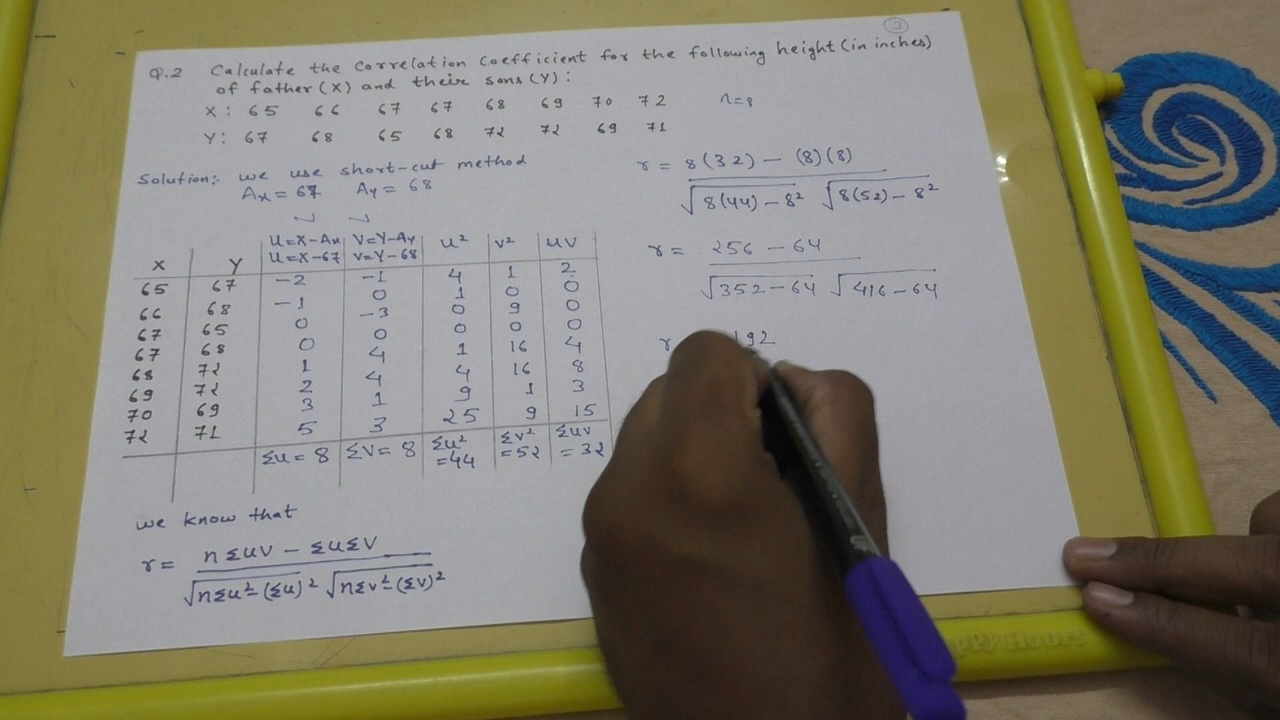 3
Q.2 Calculate the correlation coefficient for the following height (in inches)
of father (X) and their sons (Y) :
X : 65 66 67 67 68 69 70 72 n=8
Y : 67 68 65 68 72 72 69 71
Solution:- we use short-cut method
Ax = 67 Ay = 68
X Y U=X-Ax V=Y-Ay u² v² uv
U=X-67 V=Y-68
65 67 -2 -1 4 1 2
66 68 -1 0 1 0 0
67 65 0 -3 0 9 0
67 68 0 0 0 0 0
68 72 1 4 1 16 4
69 72 2 4 4 16 8
70 69 3 1 9 1 3
72 71 5 3 25 9 15
Σu = 8 Σv = 8 Σu² =44 Σv² =52 Σuv = 32
we know that
r = nΣuv - ΣuΣv
√nΣu²-(Σu)² √nΣv²-(Σv)²
r = 8(32) - (8)(8)
√8(44)-8² √8(52)-8²
r = 256 - 64
√352-64 √416-64
r 192